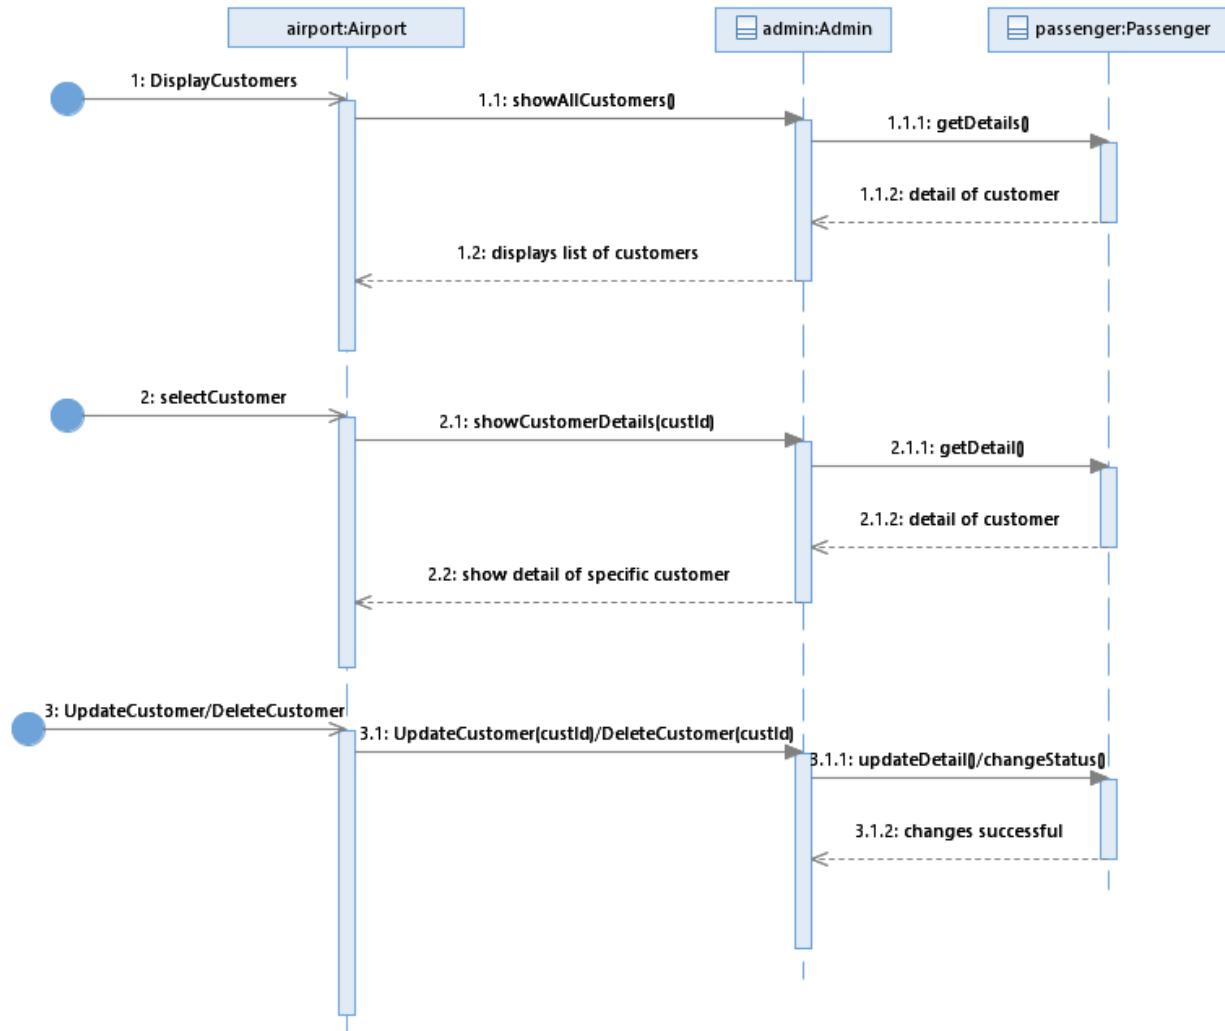 airport:Airport
admin:Admin
passenger:Passenger
1: DisplayCustomers
1.1: showAllCustomers()
1.1.1: getDetails()
1.1.2: detail of customer
1.2: displays list of customers
2: selectCustomer
2.1: showCustomerDetails(custId)
2.1.1: getDetail()
2.1.2: detail of customer
2.2: show detail of specific customer
3: UpdateCustomer/DeleteCustomer
3.1: UpdateCustomer(custId)/DeleteCustomer(custId)
3.1.1: updateDetail()/changeStatus()
3.1.2: changes successful